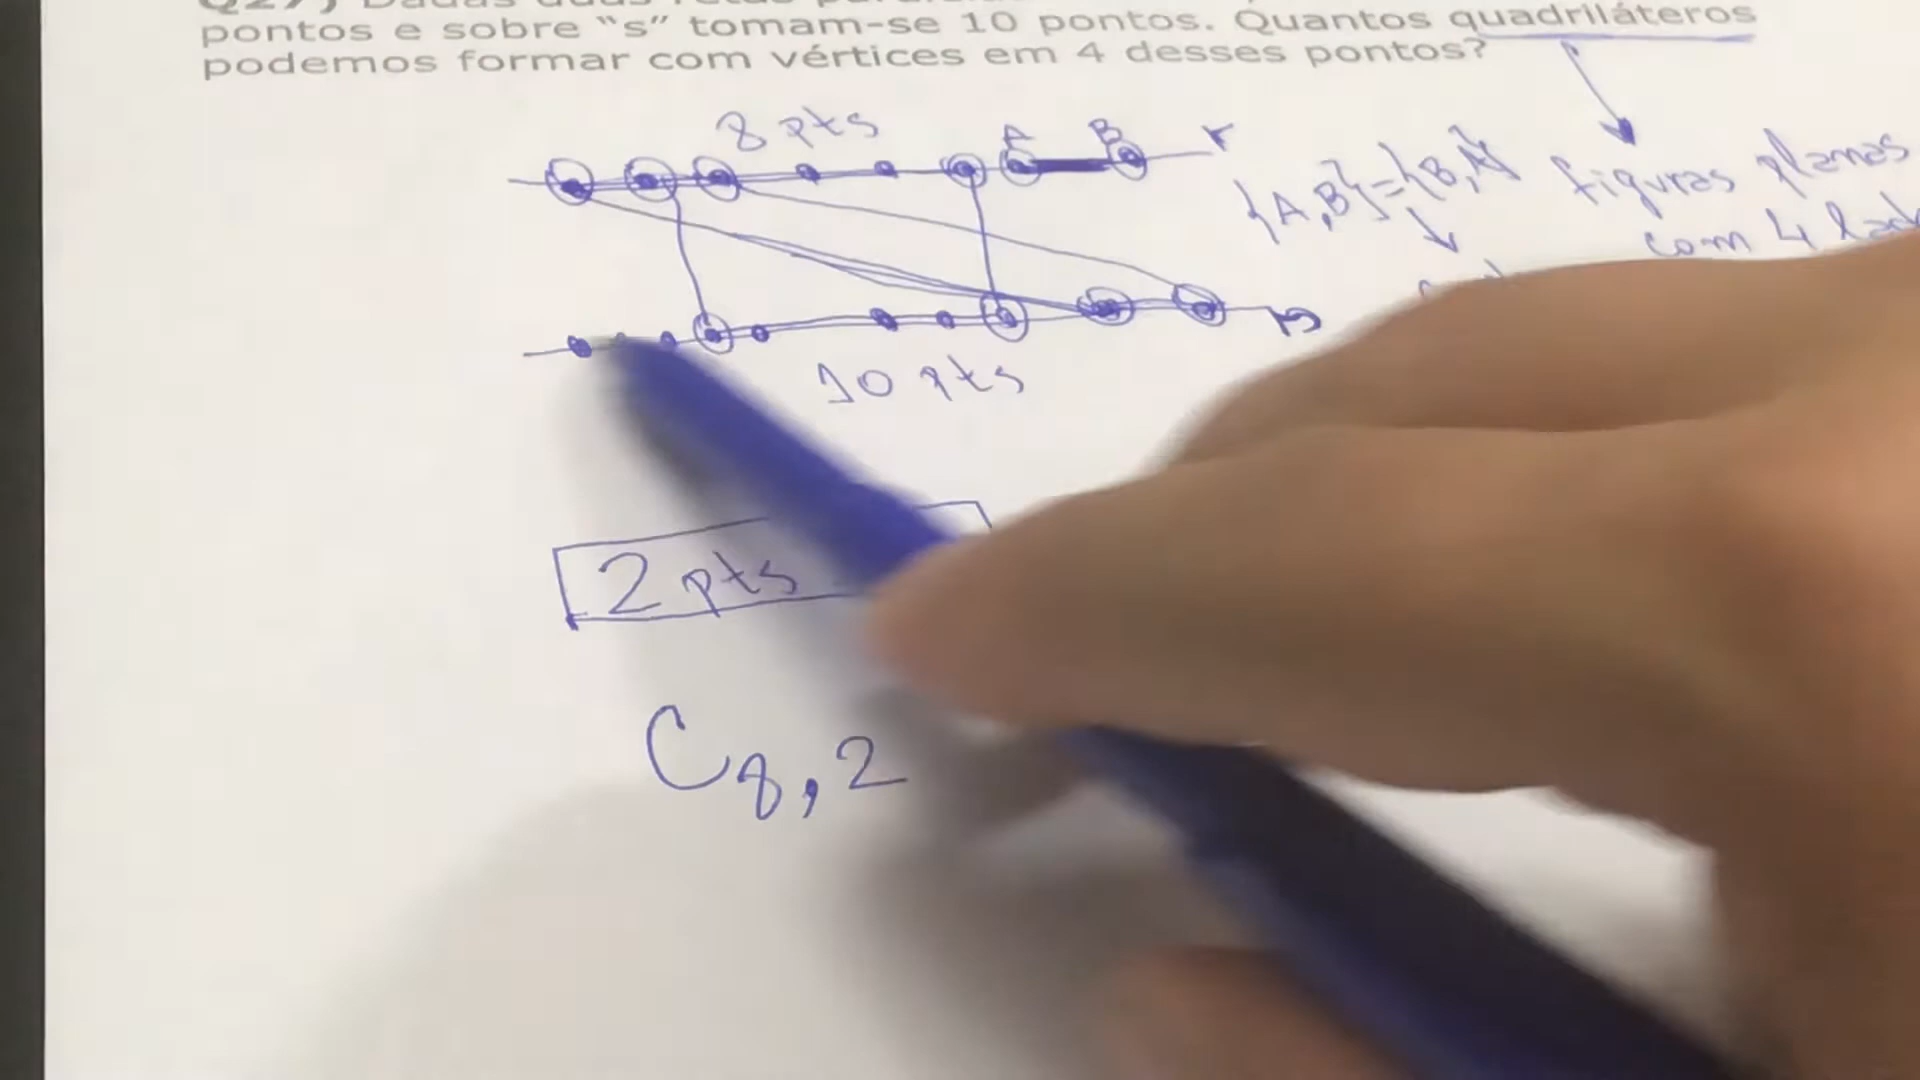 pontos e sobre “s” tomam-se 10 pontos. Quantos quadriláteros
podemos formar com vértices em 4 desses pontos?
8 pts
A B r
{A,B}={B,A}
figuras planas
com 4
s
10 pts
2 pts
C8,2